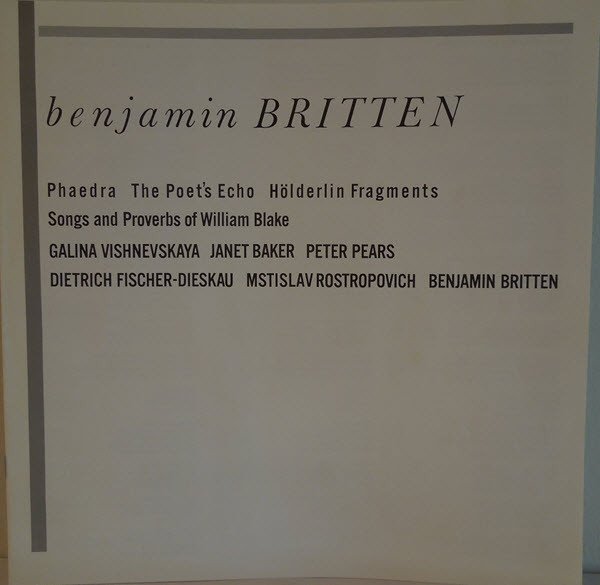 benjamin BRITTEN
Phaedra The Poet's Echo Hölderlin Fragments
Songs and Proverbs of William Blake
GALINA VISHNEVSKAYA JANET BAKER PETER PEARS
DIETRICH FISCHER-DIESKAU MSTISLAV ROSTROPOVICH BENJAMIN BRITTEN